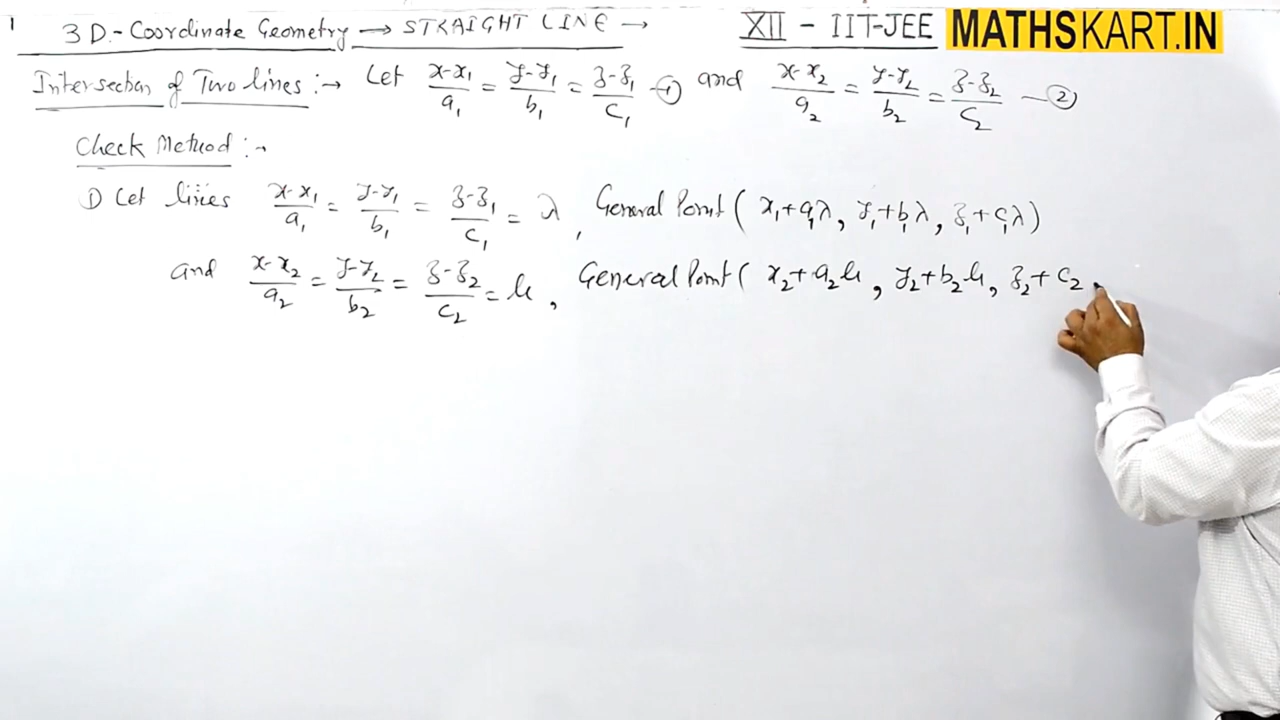 1
3D.-Coordinate Geometry → STRAIGHT LINE → XII - IIT-JEE MATHSKART.IN
Intersection of Two lines :→ Let (x-x₁)/a₁ = (y-y₁)/b₁ = (z-z₁)/c₁ —① and (x-x₂)/a₂ = (y-y₂)/b₂ = (z-z₂)/c₂ —②
Check Method :→
① Let lines (x-x₁)/a₁ = (y-y₁)/b₁ = (z-z₁)/c₁ = λ, General Point ( x₁+a₁λ, y₁+b₁λ, z₁+c₁λ)
and (x-x₂)/a₂ = (y-y₂)/b₂ = (z-z₂)/c₂ = μ, General Point ( x₂+a₂μ, y₂+b₂μ, z₂+c₂